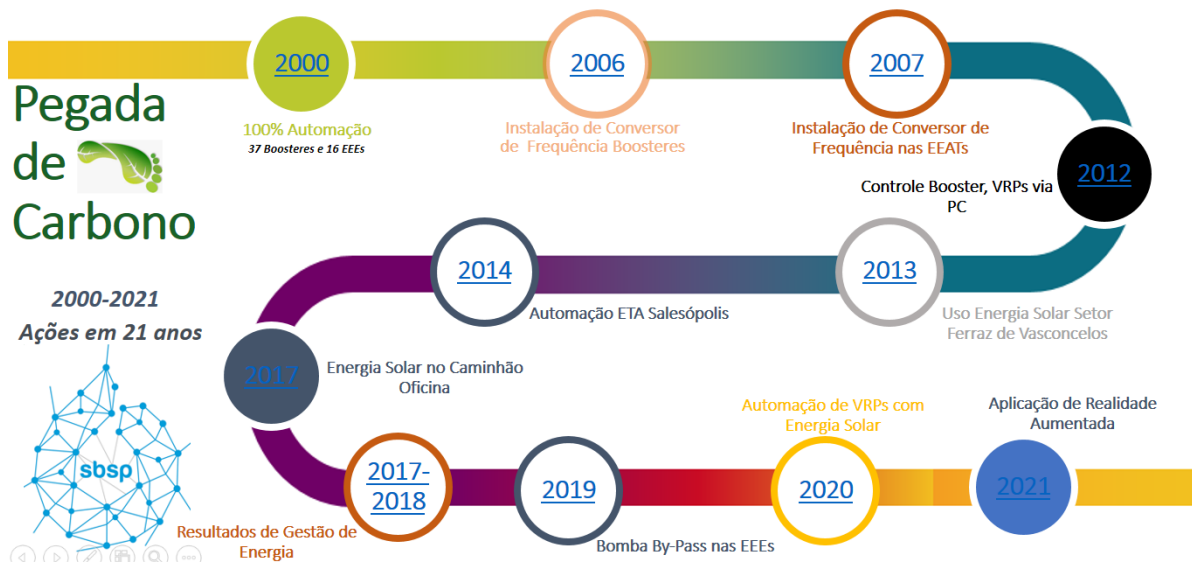 Pegada
de
Carbono
2000-2021
Ações em 21 anos
sbsp
2000
100% Automação
37 Boosteres e 16 EEEs
2006
Instalação de Conversor
de Frequência Boosteres
2007
Instalação de Conversor de
Frequência nas EEATs
2012
Controle Booster, VRPs via
PC
2013
Uso Energia Solar Setor
Ferraz de Vasconcelos
2014
Automação ETA Salesópolis
2017
Energia Solar no Caminhão
Oficina
2017-
2018
Resultados de Gestão de
Energia
2019
Bomba By-Pass nas EEEs
Automação de VRPs com
Energia Solar
2020
Aplicação de Realidade
Aumentada
2021